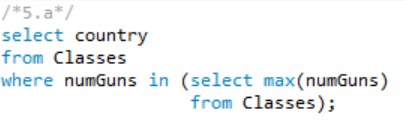 /*5.a*/
select country
from Classes
where numGuns in (select max(numGuns)
from Classes);